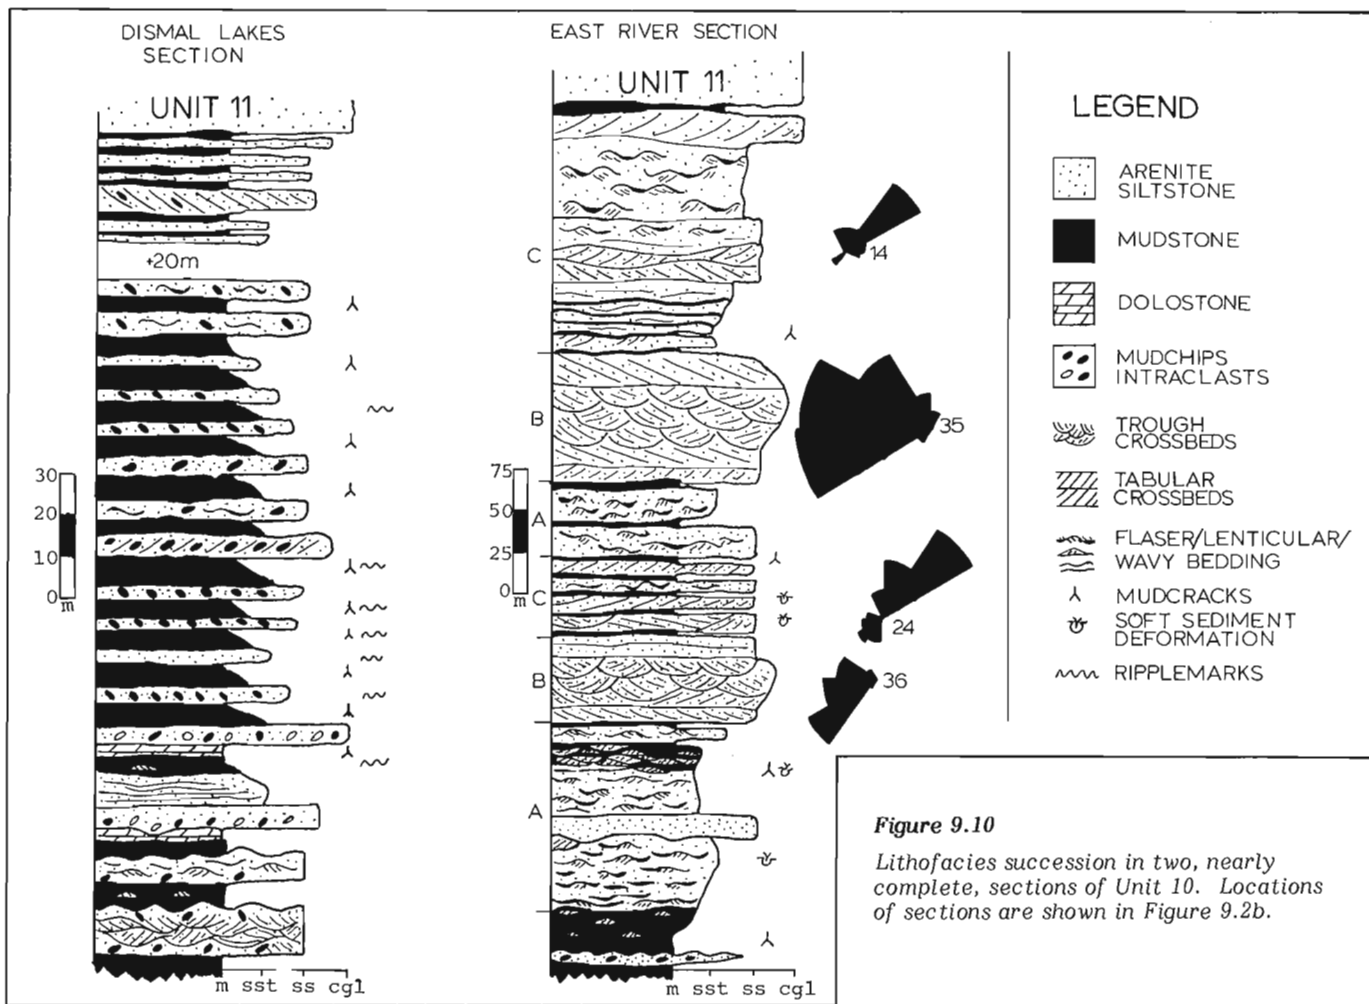 DISMAL LAKES
SECTION
UNIT 11
+20m
30
20
10
0
m
m sst ss cgl
EAST RIVER SECTION
UNIT 11
C
B
A
C
B
A
75
50
25
0
m
14
35
24
36
m sst ss cgl
LEGEND
ARENITE
SILTSTONE
MUDSTONE
DOLOSTONE
MUDCHIPS
INTRACLASTS
TROUGH
CROSSBEDS
TABULAR
CROSSBEDS
FLASER/LENTICULAR/
WAVY BEDDING
MUDCRACKS
SOFT SEDIMENT
DEFORMATION
RIPPLEMARKS
Figure 9.10
Lithofacies succession in two, nearly
complete, sections of Unit 10. Locations
of sections are shown in Figure 9.2b.